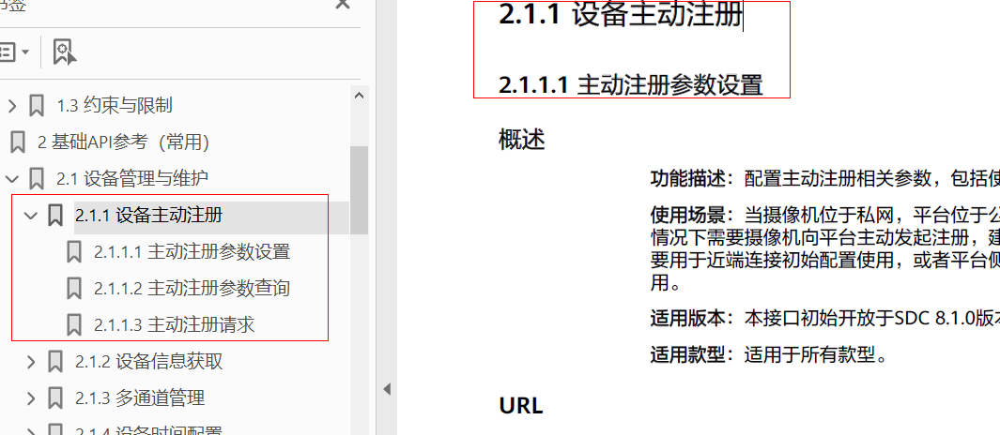 书签
1.3 约束与限制
2 基础API参考（常用）
2.1 设备管理与维护
2.1.1 设备主动注册
2.1.1.1 主动注册参数设置
2.1.1.2 主动注册参数查询
2.1.1.3 主动注册请求
2.1.2 设备信息获取
2.1.3 多通道管理
2.1.4 设备时间配置
2.1.1 设备主动注册
2.1.1.1 主动注册参数设置
概述
功能描述：配置主动注册相关参数，包括使
使用场景：当摄像机位于私网，平台位于公
情况下需要摄像机向平台主动发起注册，建
要用于近端连接初始配置使用，或者平台侧
用。
适用版本：本接口初始开放于SDC 8.1.0版本
适用款型：适用于所有款型。
URL